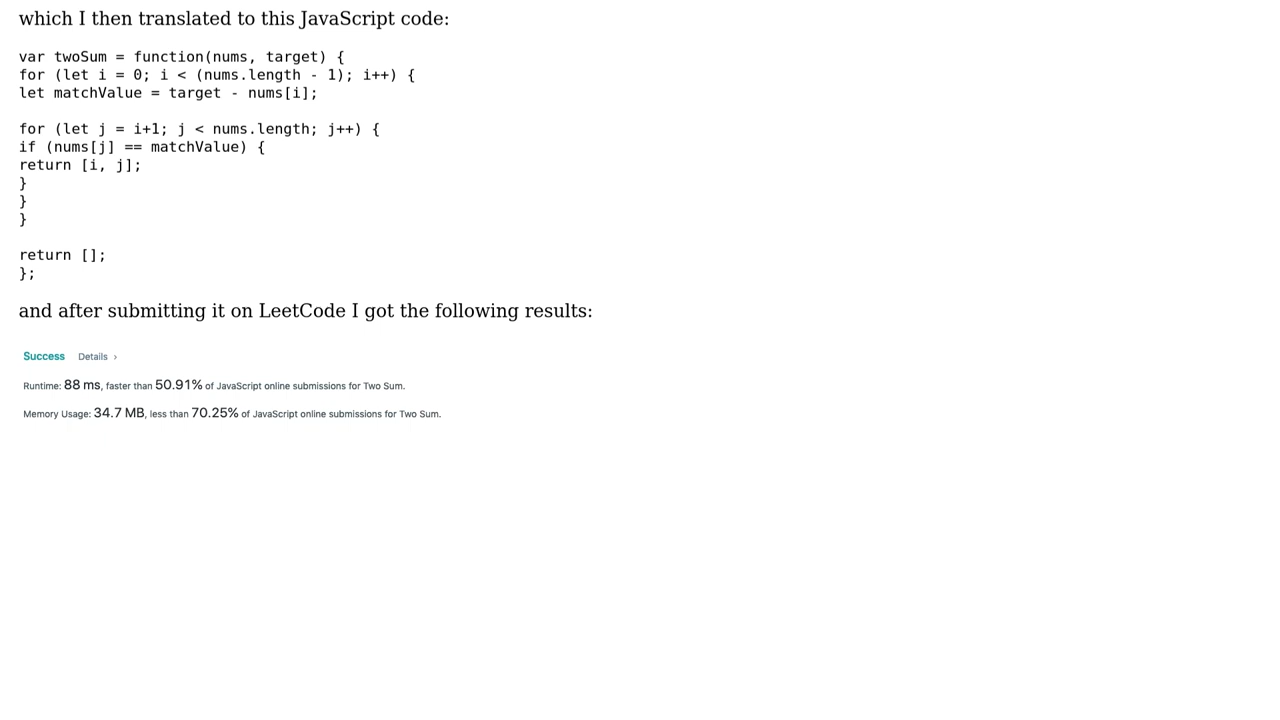 which I then translated to this JavaScript code:
var twoSum = function(nums, target) {
for (let i = 0; i < (nums.length - 1); i++) {
let matchValue = target - nums[i];
for (let j = i+1; j < nums.length; j++) {
if (nums[j] == matchValue) {
return [i, j];
}
}
}
return [];
};
and after submitting it on LeetCode I got the following results:
Success Details ›
Runtime: 88 ms, faster than 50.91% of JavaScript online submissions for Two Sum.
Memory Usage: 34.7 MB, less than 70.25% of JavaScript online submissions for Two Sum.